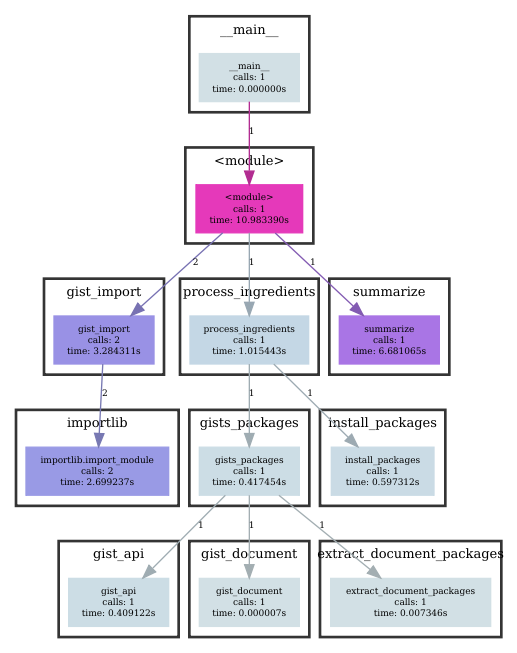 __main__
__main__
calls: 1
time: 0.000000s
1
<module>
<module>
calls: 1
time: 10.983390s
2
1
1
gist_import
process_ingredients
summarize
gist_import
calls: 2
time: 3.284311s
process_ingredients
calls: 1
time: 1.015443s
summarize
calls: 1
time: 6.681065s
2
1
1
importlib
gists_packages
install_packages
importlib.import_module
calls: 2
time: 2.699237s
gists_packages
calls: 1
time: 0.417454s
install_packages
calls: 1
time: 0.597312s
1
1
1
gist_api
gist_document
extract_document_packages
gist_api
calls: 1
time: 0.409122s
gist_document
calls: 1
time: 0.000007s
extract_document_packages
calls: 1
time: 0.007346s